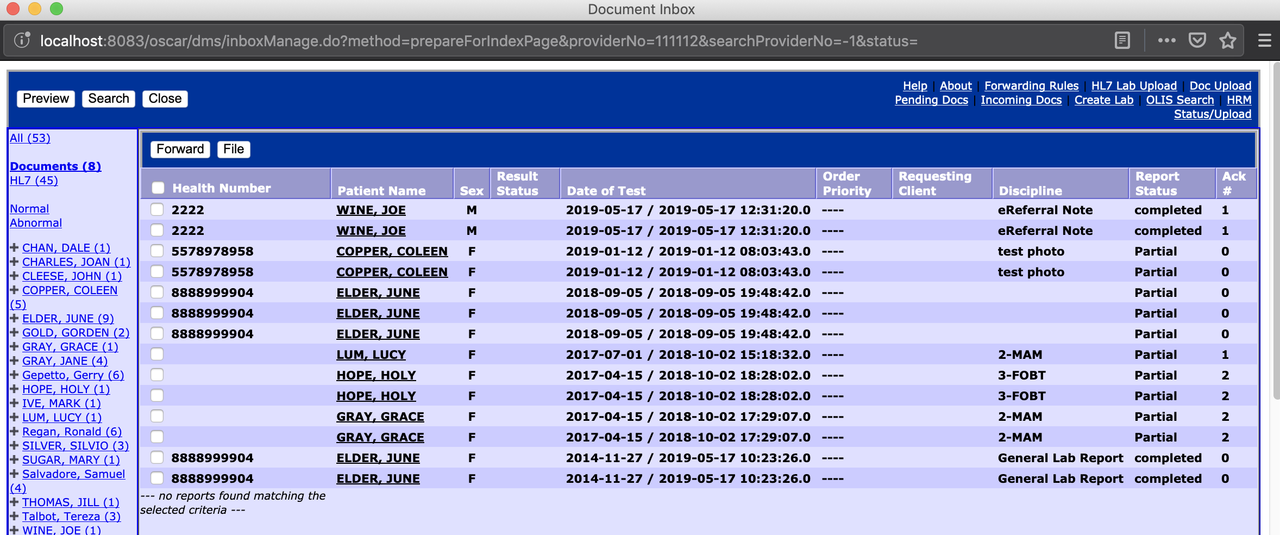 Document Inbox
localhost:8083/oscar/dms/inboxManage.do?method=prepareForIndexPage&providerNo=111112&searchProviderNo=-1&status=
Preview Search Close
Help | About | Forwarding Rules | HL7 Lab Upload | Doc Upload
Pending Docs | Incoming Docs | Create Lab | OLIS Search | HRM
Status/Upload
All (53)
Documents (8)
HL7 (45)
Normal
Abnormal
CHAN, DALE (1)
CHARLES, JOAN (1)
CLEESE, JOHN (1)
COPPER, COLEEN
(5)
ELDER, JUNE (9)
GOLD, GORDEN (2)
GRAY, GRACE (1)
GRAY, JANE (4)
Gepetto, Gerry (6)
HOPE, HOLY (1)
IVE, MARK (1)
LUM, LUCY (1)
Regan, Ronald (6)
SILVER, SILVIO (3)
SUGAR, MARY (1)
Salvadore, Samuel
(4)
THOMAS, JILL (1)
Talbot, Tereza (3)
WINE, JOE (1)
Forward File
Health Number Patient Name Sex Result Status Date of Test Order Priority Requesting Client Discipline Report Status Ack #
2222 WINE, JOE M 2019-05-17 / 2019-05-17 12:31:20.0 ---- eReferral Note completed 1
2222 WINE, JOE M 2019-05-17 / 2019-05-17 12:31:20.0 ---- eReferral Note completed 1
5578978958 COPPER, COLEEN F 2019-01-12 / 2019-01-12 08:03:43.0 ---- test photo Partial 0
5578978958 COPPER, COLEEN F 2019-01-12 / 2019-01-12 08:03:43.0 ---- test photo Partial 0
8888999904 ELDER, JUNE F 2018-09-05 / 2018-09-05 19:48:42.0 ---- Partial 0
8888999904 ELDER, JUNE F 2018-09-05 / 2018-09-05 19:48:42.0 ---- Partial 0
8888999904 ELDER, JUNE F 2018-09-05 / 2018-09-05 19:48:42.0 ---- Partial 0
LUM, LUCY F 2017-07-01 / 2018-10-02 15:18:32.0 ---- 2-MAM Partial 1
HOPE, HOLY F 2017-04-15 / 2018-10-02 18:28:02.0 ---- 3-FOBT Partial 2
HOPE, HOLY F 2017-04-15 / 2018-10-02 18:28:02.0 ---- 3-FOBT Partial 2
GRAY, GRACE F 2017-04-15 / 2018-10-02 17:29:07.0 ---- 2-MAM Partial 2
GRAY, GRACE F 2017-04-15 / 2018-10-02 17:29:07.0 ---- 2-MAM Partial 2
8888999904 ELDER, JUNE F 2014-11-27 / 2019-05-17 10:23:26.0 ---- General Lab Report completed 0
8888999904 ELDER, JUNE F 2014-11-27 / 2019-05-17 10:23:26.0 ---- General Lab Report completed 0
--- no reports found matching the
selected criteria ---